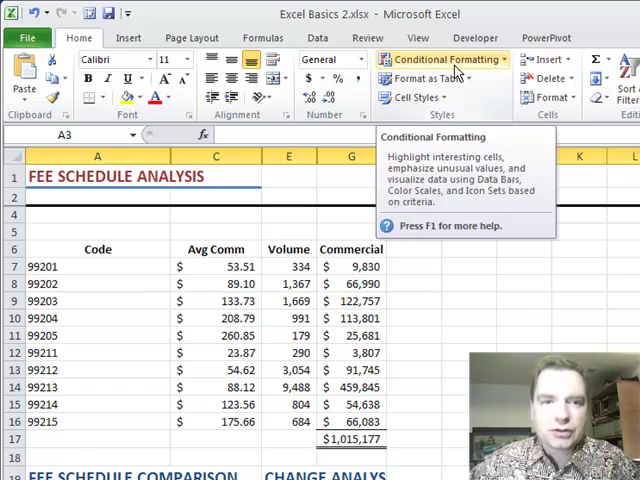 Excel Basics 2.xlsx - Microsoft Excel
File Home Insert Page Layout Formulas Data Review View Developer PowerPivot
Calibri 11 General Conditional Formatting Insert Σ
Paste B I U A A $ % , Format as Table Delete
A .0 .00 .00 .0 Cell Styles Format
Clipboard Font Alignment Number Styles Cells Edit
A3 fx
Conditional Formatting
Highlight interesting cells,
emphasize unusual values, and
visualize data using Data Bars,
Color Scales, and Icon Sets based
on criteria.
Press F1 for more help.
A C E G K L
1 FEE SCHEDULE ANALYSIS
2
4
5
6 Code Avg Comm Volume Commercial
7 99201 $ 53.51 334 $ 9,830
8 99202 $ 89.10 1,367 $ 66,990
9 99203 $ 133.73 1,669 $ 122,757
10 99204 $ 208.79 991 $ 113,801
11 99205 $ 260.85 179 $ 25,681
12 99211 $ 23.87 290 $ 3,807
13 99212 $ 54.62 3,054 $ 91,745
14 99213 $ 88.12 9,488 $ 459,845
15 99214 $ 123.56 804 $ 54,638
16 99215 $ 175.66 684 $ 66,083
17 $ 1,015,177
18
19 FEE SCHEDULE COMPARISON CHANGE ANALYS